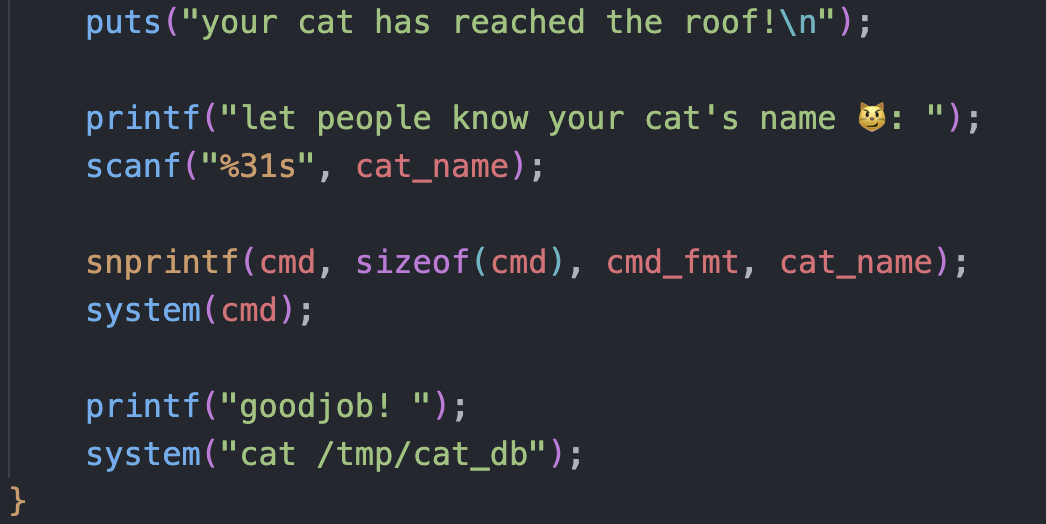 puts("your cat has reached the roof!\n");
printf("let people know your cat's name 😼: ");
scanf("%31s", cat_name);
snprintf(cmd, sizeof(cmd), cmd_fmt, cat_name);
system(cmd);
printf("goodjob! ");
system("cat /tmp/cat_db");
}